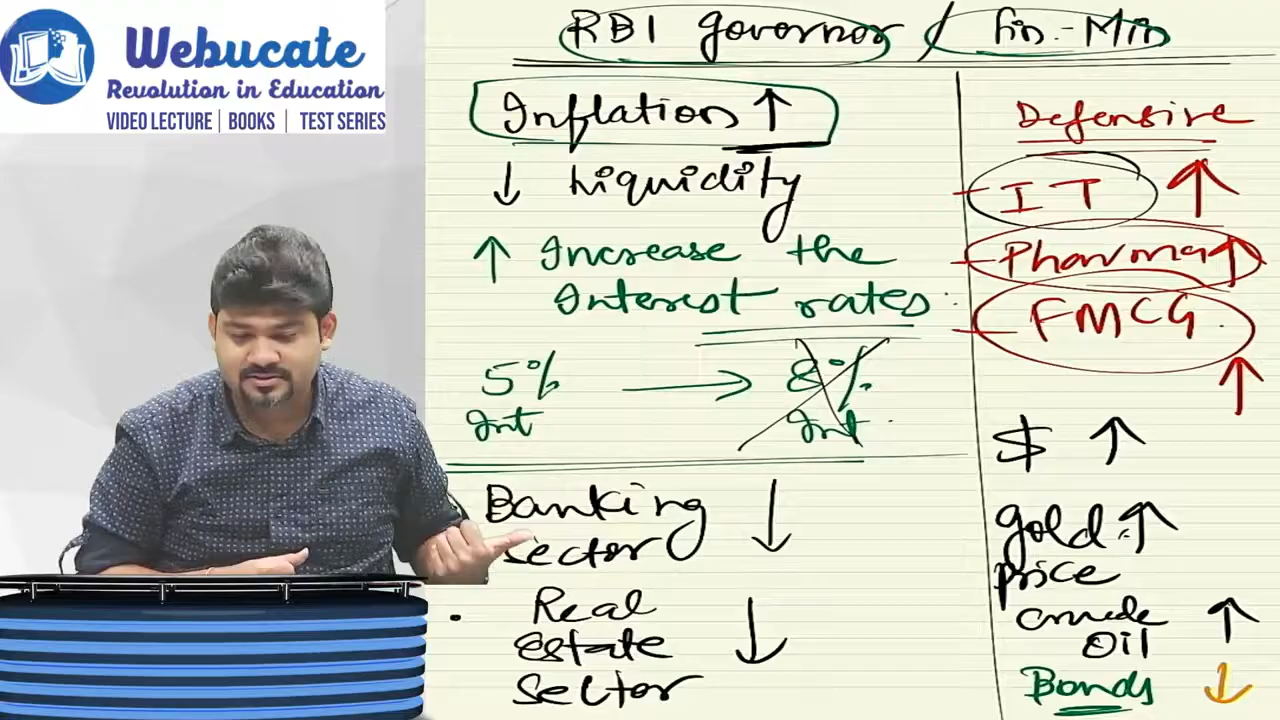 Webucate
Revolution in Education
VIDEO LECTURE | BOOKS | TEST SERIES
RBI governor / Fin.-Min
Inflation ↑
↓ Liquidity
↑ Increase the
Interest rates
5% → 8%
Int Int
Banking ↓
Sector
Real ↓
estate
Sector
Defensive
IT ↑
Pharma ↑
FMCG
↑
$ ↑
Gold ↑
price
crude ↑
Oil
Bonds ↓